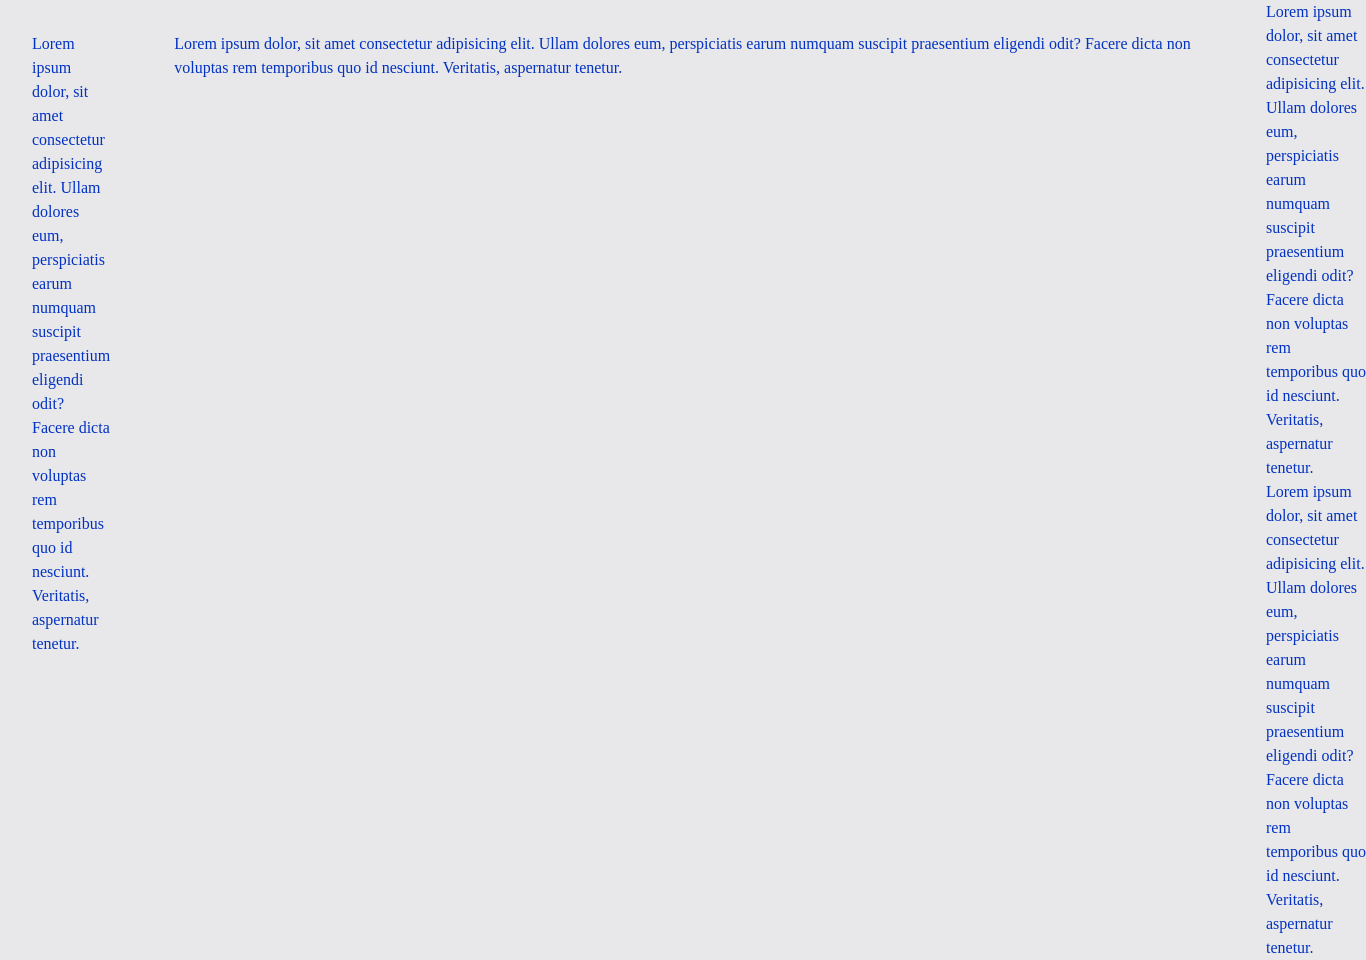 Lorem
ipsum
dolor, sit
amet
consectetur
adipisicing
elit. Ullam
dolores
eum,
perspiciatis
earum
numquam
suscipit
praesentium
eligendi
odit?
Facere dicta
non
voluptas
rem
temporibus
quo id
nesciunt.
Veritatis,
aspernatur
tenetur.
Lorem ipsum dolor, sit amet consectetur adipisicing elit. Ullam dolores eum, perspiciatis earum numquam suscipit praesentium eligendi odit? Facere dicta non
voluptas rem temporibus quo id nesciunt. Veritatis, aspernatur tenetur.
Lorem ipsum
dolor, sit amet
consectetur
adipisicing elit.
Ullam dolores
eum,
perspiciatis
earum
numquam
suscipit
praesentium
eligendi odit?
Facere dicta
non voluptas
rem
temporibus quo
id nesciunt.
Veritatis,
aspernatur
tenetur.
Lorem ipsum
dolor, sit amet
consectetur
adipisicing elit.
Ullam dolores
eum,
perspiciatis
earum
numquam
suscipit
praesentium
eligendi odit?
Facere dicta
non voluptas
rem
temporibus quo
id nesciunt.
Veritatis,
aspernatur
tenetur.